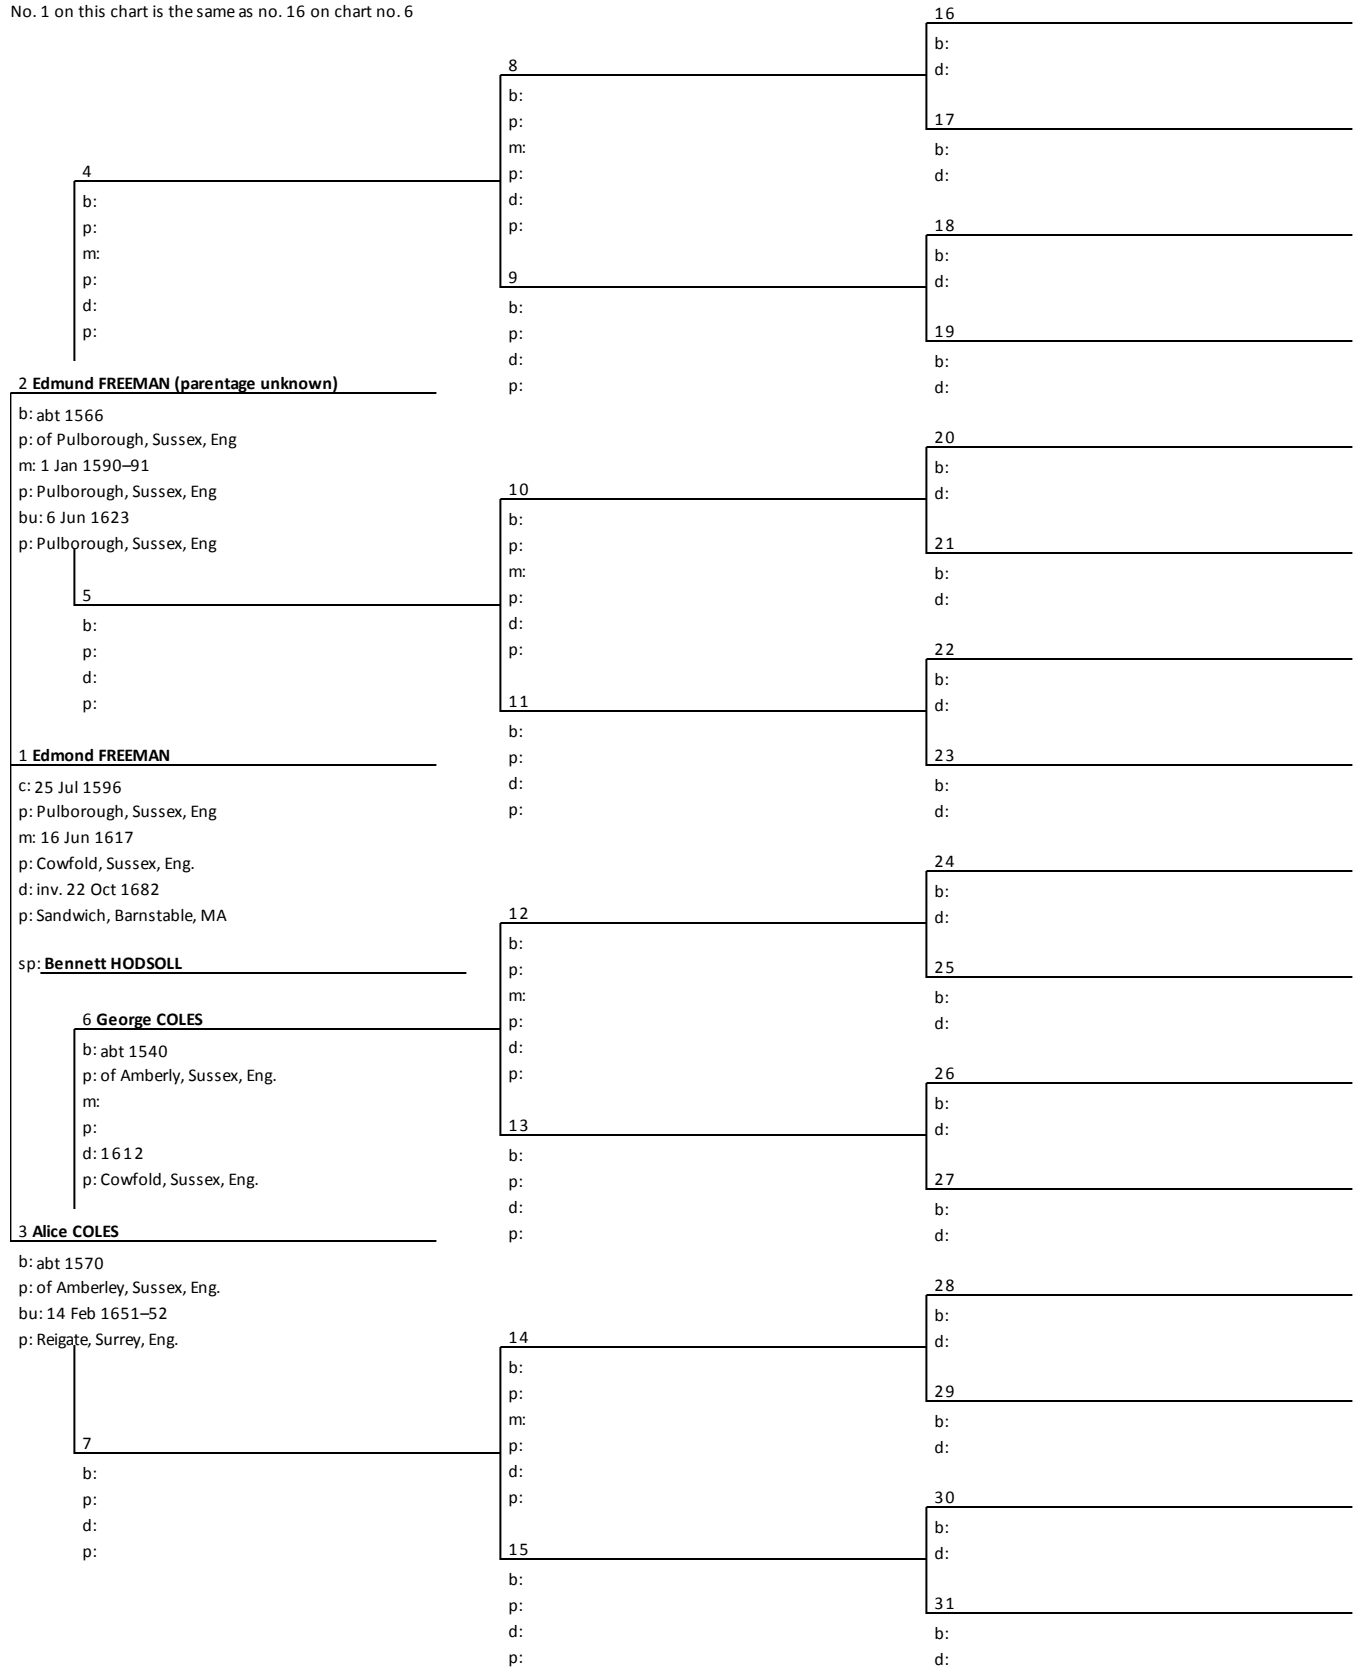 No. 1 on this chart is the same as no. 16 on chart no. 6
4
b:
p:
m:
p:
d:
p:
2 Edmund FREEMAN (parentage unknown)
b: abt 1566
p: of Pulborough, Sussex, Eng
m: 1 Jan 1590–91
p: Pulborough, Sussex, Eng
bu: 6 Jun 1623
p: Pulborough, Sussex, Eng
5
b:
p:
d:
p:
1 Edmond FREEMAN
c: 25 Jul 1596
p: Pulborough, Sussex, Eng
m: 16 Jun 1617
p: Cowfold, Sussex, Eng.
d: inv. 22 Oct 1682
p: Sandwich, Barnstable, MA
sp: Bennett HODSOLL
6 George COLES
b: abt 1540
p: of Amberly, Sussex, Eng.
m:
p:
d: 1612
p: Cowfold, Sussex, Eng.
3 Alice COLES
b: abt 1570
p: of Amberley, Sussex, Eng.
bu: 14 Feb 1651–52
p: Reigate, Surrey, Eng.
7
b:
p:
d:
p:
8
b:
p:
m:
p:
d:
p:
9
b:
p:
d:
p:
10
b:
p:
m:
p:
d:
p:
11
b:
p:
d:
p:
12
b:
p:
m:
p:
d:
p:
13
b:
p:
d:
p:
14
b:
p:
m:
p:
d:
p:
15
b:
p:
d:
p:
16
b:
d:
17
b:
d:
18
b:
d:
19
b:
d:
20
b:
d:
21
b:
d:
22
b:
d:
23
b:
d:
24
b:
d:
25
b:
d:
26
b:
d:
27
b:
d:
28
b:
d:
29
b:
d:
30
b:
d:
31
b:
d: